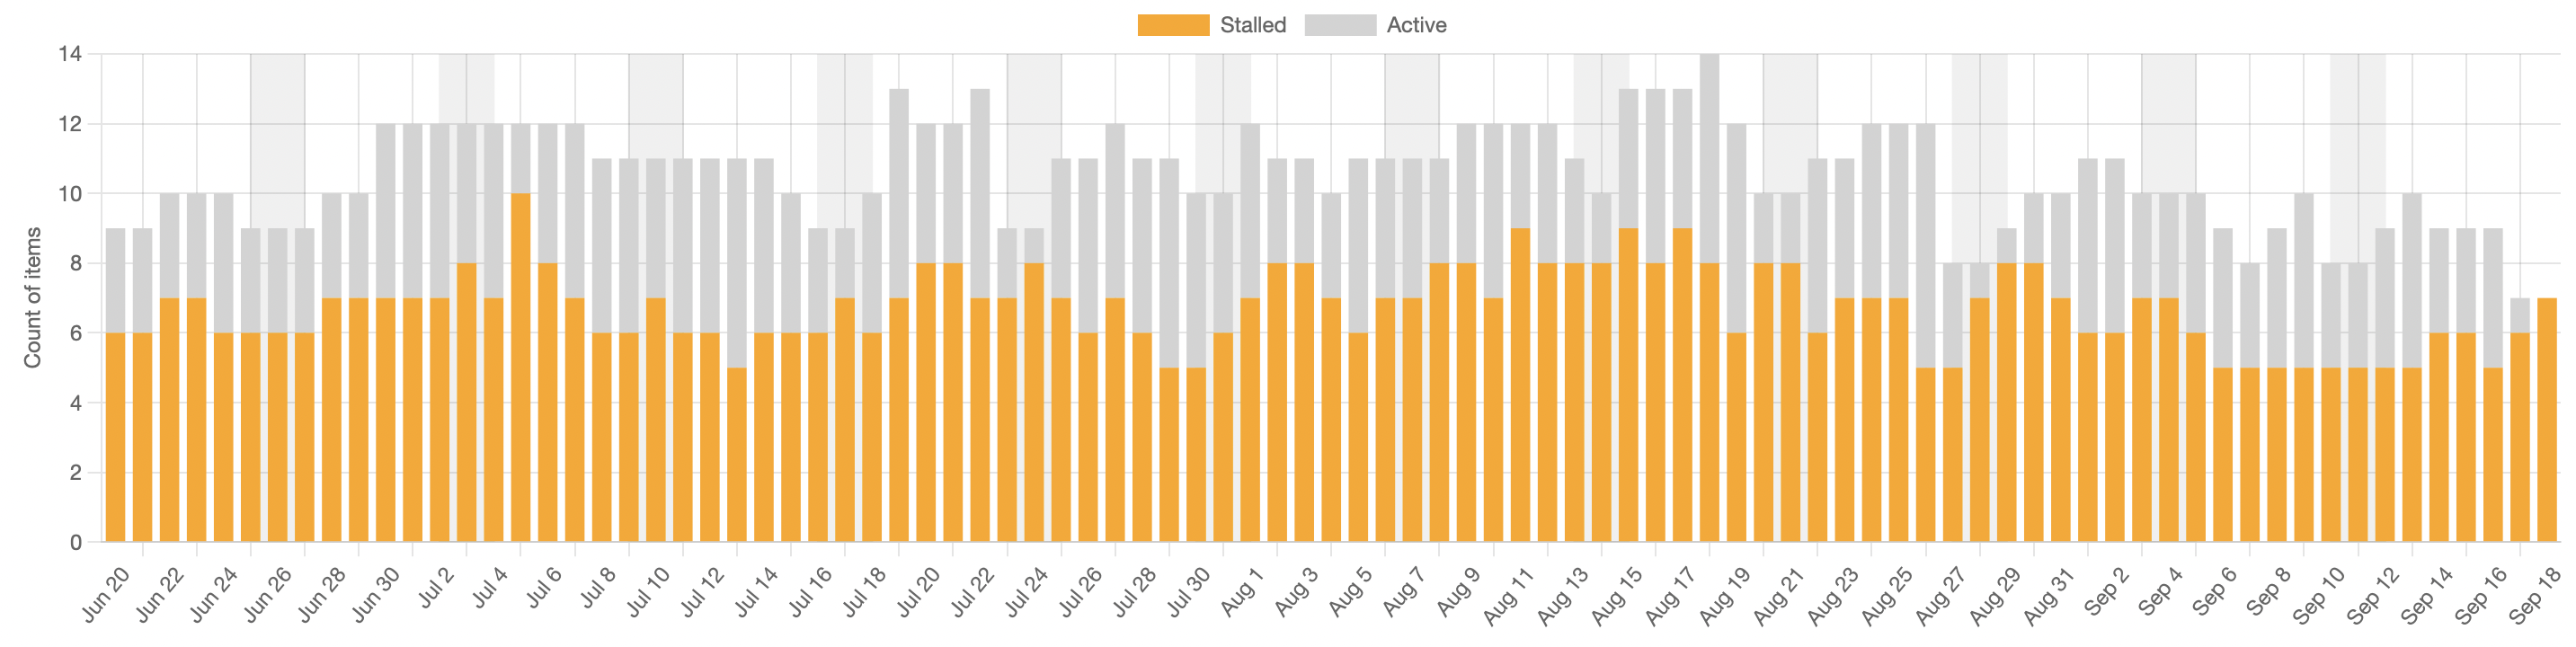 Stalled Active
Count of items
14
12
10
8
6
4
2
0
Jun 20
Jun 22
Jun 24
Jun 26
Jun 28
Jun 30
Jul 2
Jul 4
Jul 6
Jul 8
Jul 10
Jul 12
Jul 14
Jul 16
Jul 18
Jul 20
Jul 22
Jul 24
Jul 26
Jul 28
Jul 30
Aug 1
Aug 3
Aug 5
Aug 7
Aug 9
Aug 11
Aug 13
Aug 15
Aug 17
Aug 19
Aug 21
Aug 23
Aug 25
Aug 27
Aug 29
Aug 31
Sep 2
Sep 4
Sep 6
Sep 8
Sep 10
Sep 12
Sep 14
Sep 16
Sep 18